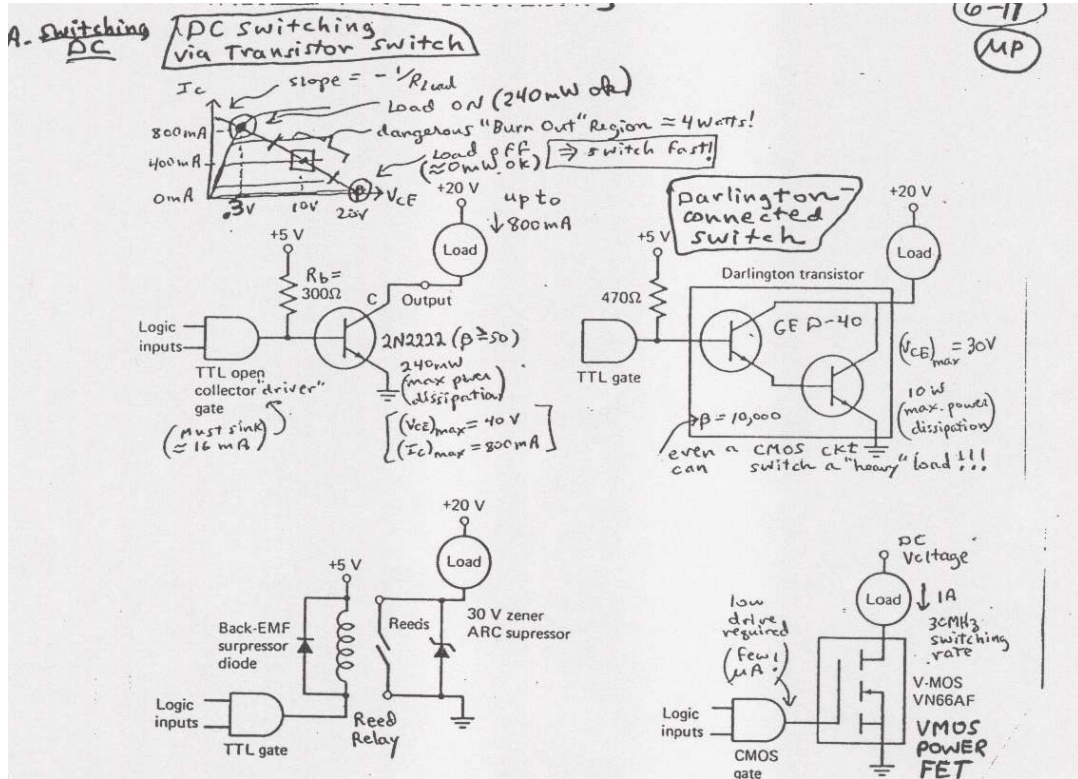 6-11
MP
A. Switching DC
DC switching
via Transistor switch
slope = - 1/RLoad
Ic
Load ON (240mW ok)
800mA
dangerous "Burn Out" Region ≈ 4 Watts!
400mA
Load off
(≈0mW ok)
⇒ switch fast!
0mA
.3V
10V
20V
VCE
+20 V
up to
↓ 800mA
Load
+5 V
Rb =
300Ω
C
Output
Logic
inputs
2N2222 (β ≥ 50)
TTL open
collector "driver"
gate
(Must sink
≈ 16 mA)
240mW
(max power
dissipation)
(VCE)max = 40 V
(Ic)max = 800mA
Darlington-
connected
switch
+20 V
Load
+5 V
Darlington transistor
470Ω
GE D-40
TTL gate
(VCE)max = 30V
10W
(max. power
dissipation)
β = 10,000
even a CMOS ckt
can switch a "heavy" load!!!
+20 V
Load
+5 V
Back-EMF
surpressor
diode
Reeds
30 V zener
ARC supressor
Logic
inputs
TTL gate
Reed
Relay
DC
Voltage
Load
↓ 1A
30MHz
switching
rate
low
drive
required
(few!
μA!)
V-MOS
VN66AF
Logic
inputs
CMOS
gate
VMOS
POWER
FET